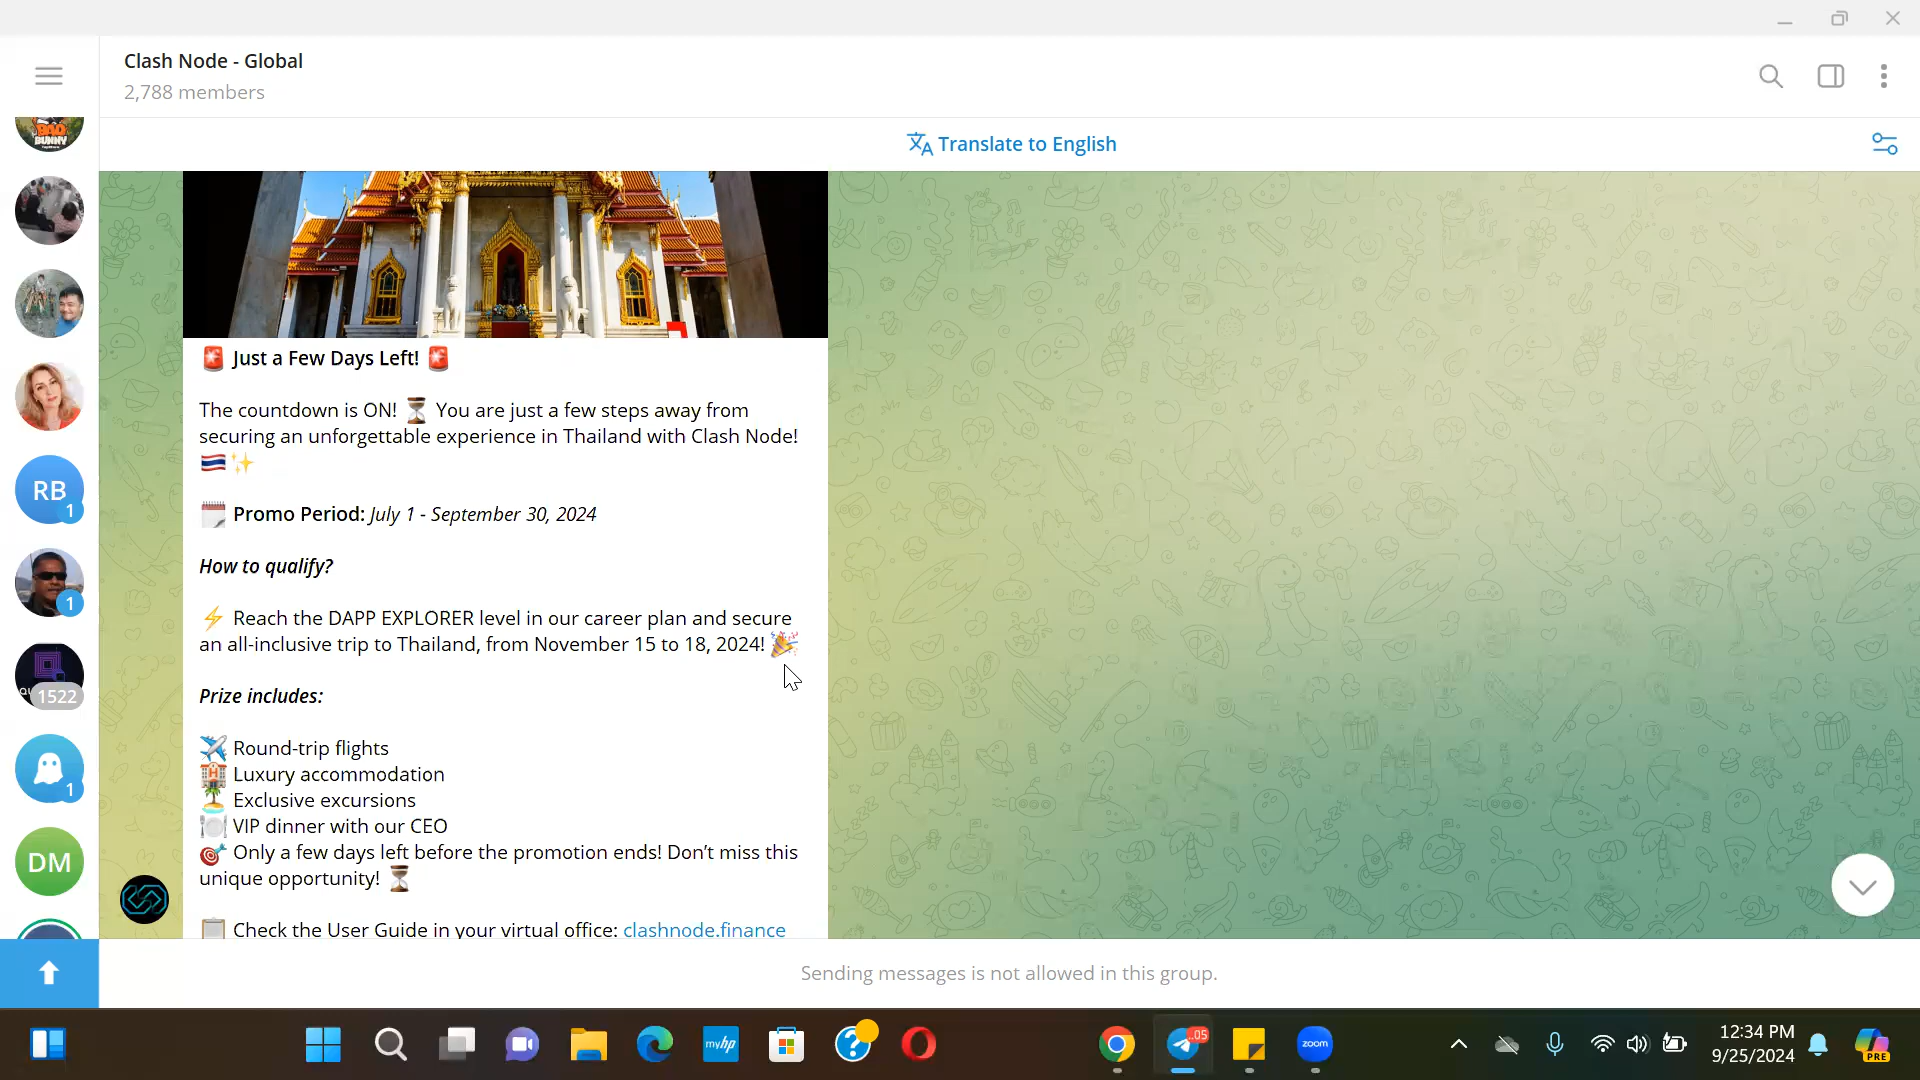 Clash Node - Global
2,788 members
Translate to English
BAD
BUNNY
🚨 Just a Few Days Left! 🚨
The countdown is ON! ⏳ You are just a few steps away from
securing an unforgettable experience in Thailand with Clash Node!
🇹🇭✨
🗓 Promo Period: July 1 - September 30, 2024
How to qualify?
⚡ Reach the DAPP EXPLORER level in our career plan and secure
an all-inclusive trip to Thailand, from November 15 to 18, 2024! 🎉
Prize includes:
✈️ Round-trip flights
🏨 Luxury accommodation
🏝 Exclusive excursions
🍽 VIP dinner with our CEO
🎯 Only a few days left before the promotion ends! Don’t miss this
unique opportunity! ⏳
📋 Check the User Guide in your virtual office: clashnode.finance
RB
1
1
1522
1
DM
Sending messages is not allowed in this group.
myhp
..05
zoom
12:34 PM
9/25/2024
PRE